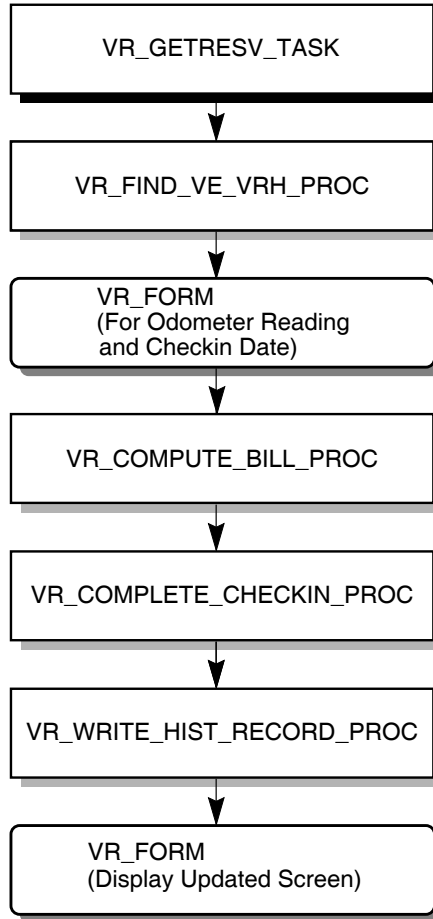 VR_GETRESV_TASK
VR_FIND_VE_VRH_PROC
VR_FORM
(For Odometer Reading
and Checkin Date)
VR_COMPUTE_BILL_PROC
VR_COMPLETE_CHECKIN_PROC
VR_WRITE_HIST_RECORD_PROC
VR_FORM
(Display Updated Screen)